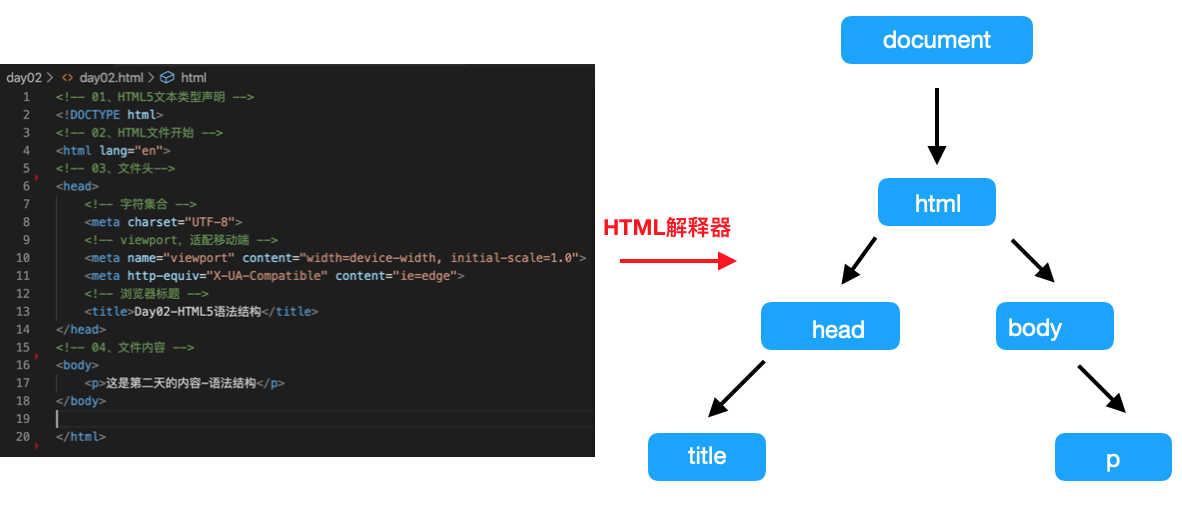 day02 > <> day02.html > html
1 <!-- 01、HTML5文本类型声明 -->
2 <!DOCTYPE html>
3 <!-- 02、HTML文件开始 -->
4 <html lang="en">
5 <!-- 03、文件头-->
6 <head>
7 <!-- 字符集合 -->
8 <meta charset="UTF-8">
9 <!-- viewport，适配移动端 -->
10 <meta name="viewport" content="width=device-width, initial-scale=1.0">
11 <meta http-equiv="X-UA-Compatible" content="ie=edge">
12 <!-- 浏览器标题 -->
13 <title>Day02-HTML5语法结构</title>
14 </head>
15 <!-- 04、文件内容 -->
16 <body>
17 <p>这是第二天的内容-语法结构</p>
18 </body>
19
20 </html>
HTML解释器
document
html
head
body
title
p